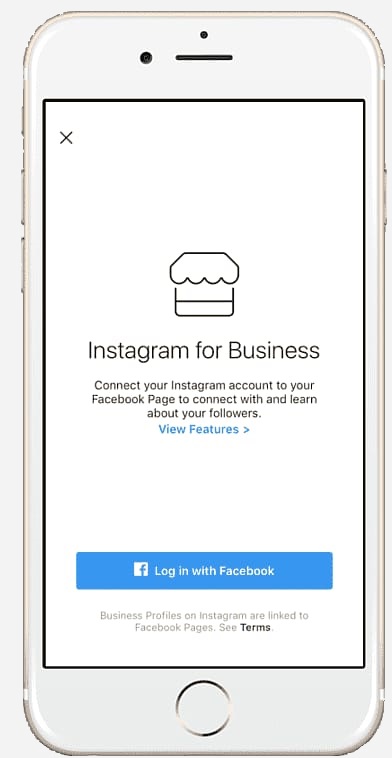 Instagram for Business
Connect your Instagram account to your
Facebook Page to connect with and learn
about your followers.
View Features >
Log in with Facebook
Business Profiles on Instagram are linked to
Facebook Pages. See Terms.